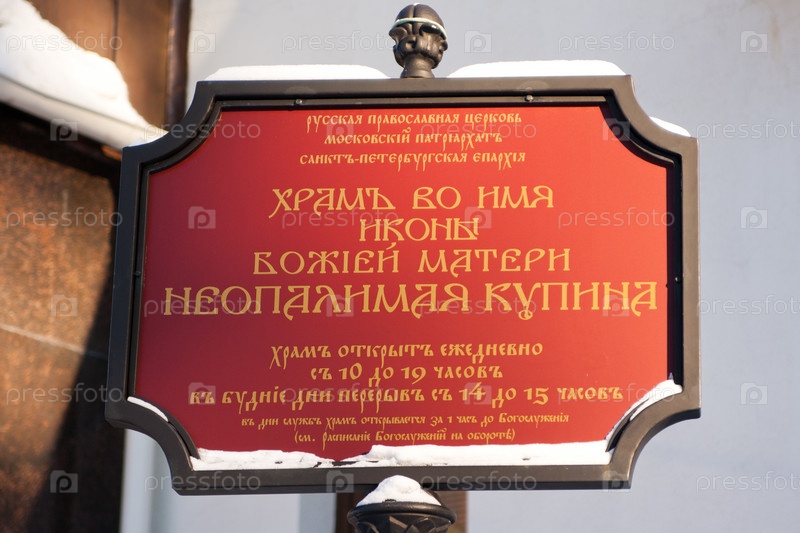 РУССКАЯ ПРАВОСЛАВНАЯ ЦЕРКОВЬ
МОСКОВСКІЙ ПАТРІАРХАТЪ
САНКТЪ-ПЕТЕРБУРГСКАЯ ЕПАРХІЯ
ХРАМЪ ВО ИМЯ
ИКОНЫ
БОЖІЕЙ МАТЕРИ
НЕОПАЛИМАЯ КУПИНА
ХРАМЪ ОТКРЫТЪ ЕЖЕДНЕВНО
СЪ 10 ДО 19 ЧАСОВЪ
ВЪ БУДНІЕ ДНИ ПЕРЕРЫВЪ СЪ 14 ДО 15 ЧАСОВЪ
ВЪ ДНИ СЛУЖБЪ ХРАМЪ ОТКРЫВАЕТСЯ ЗА 1 ЧАСЪ ДО БОГОСЛУЖЕНІЯ
(СМ. РАСПИСАНІЕ БОГОСЛУЖЕНІЙ НА ОБОРОТѢ)
pressfoto